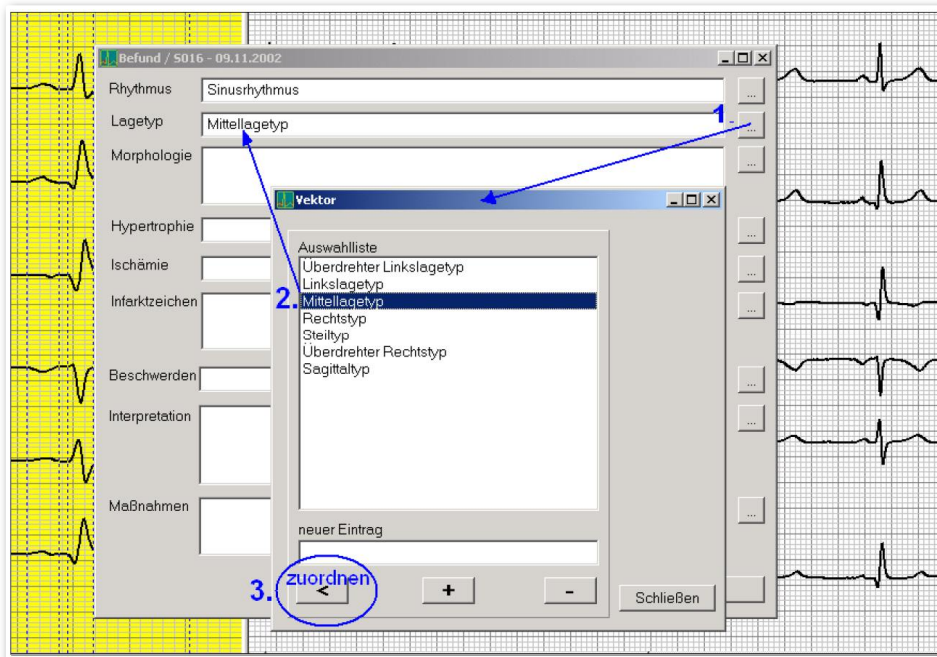 Befund / S016 - 09.11.2002
Rhythmus Sinusrhythmus ...
Lagetyp Mittellagetyp 1. ...
Morphologie ...
Vektor
Hypertrophie ...
Auswahlliste
Ischämie ...
Überdrehter Linkslagetyp
Linkslagetyp
Infarktzeichen 2. Mittellagetyp ...
Rechtstyp
Steiltyp
Überdrehter Rechtstyp
Sagittaltyp
Beschwerden ...
Interpretation ...
Maßnahmen ...
neuer Eintrag
zuordnen
3. < + - Schließen